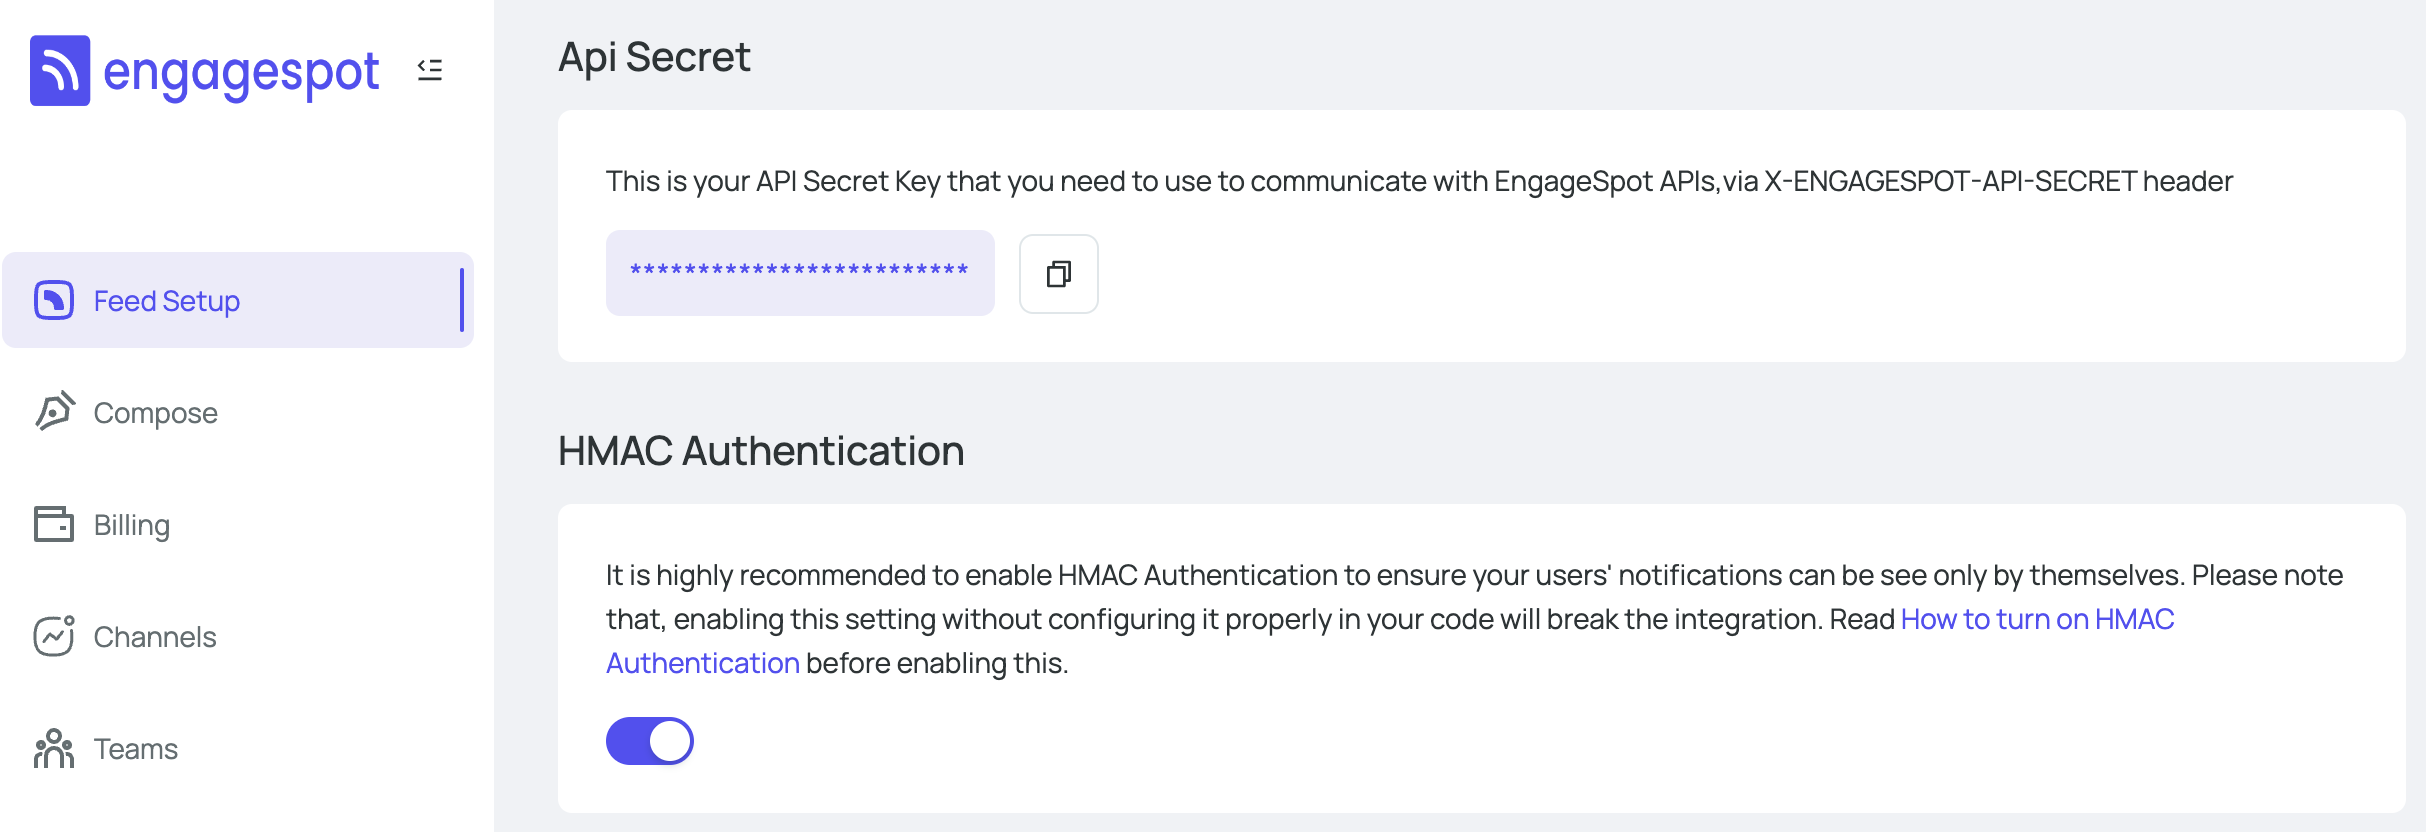 engagespot
Feed Setup
Compose
Billing
Channels
Teams
Api Secret
This is your API Secret Key that you need to use to communicate with EngageSpot APIs,via X-ENGAGESPOT-API-SECRET header
*************************
HMAC Authentication
It is highly recommended to enable HMAC Authentication to ensure your users' notifications can be see only by themselves. Please note
that, enabling this setting without configuring it properly in your code will break the integration. Read How to turn on HMAC
Authentication before enabling this.